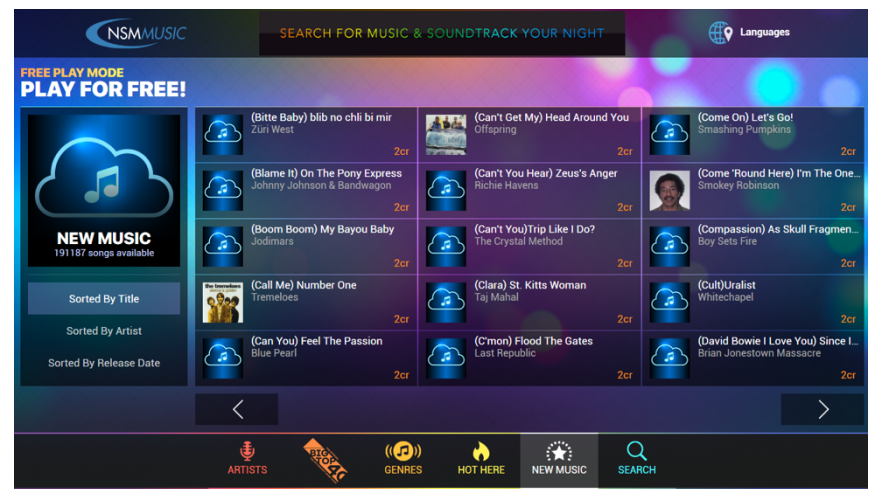 NSMMUSIC
SEARCH FOR MUSIC & SOUNDTRACK YOUR NIGHT
Languages
FREE PLAY MODE
PLAY FOR FREE!
NEW MUSIC
191187 songs available
Sorted By Title
Sorted By Artist
Sorted By Release Date
(Bitte Baby) blib no chli bi mir
Züri West
2cr
(Can't Get My) Head Around You
Offspring
2cr
(Come On) Let's Go!
Smashing Pumpkins
2cr
(Blame It) On The Pony Express
Johnny Johnson & Bandwagon
2cr
(Can't You Hear) Zeus's Anger
Richie Havens
2cr
(Come 'Round Here) I'm The One...
Smokey Robinson
2cr
(Boom Boom) My Bayou Baby
Jodimars
2cr
(Can't You)Trip Like I Do?
The Crystal Method
2cr
(Compassion) As Skull Fragmen...
Boy Sets Fire
2cr
the tremeloes
(Call Me) Number One
Tremeloes
2cr
(Clara) St. Kitts Woman
Taj Mahal
2cr
(Cult)Uralist
Whitechapel
2cr
(Can You) Feel The Passion
Blue Pearl
2cr
(C'mon) Flood The Gates
Last Republic
2cr
(David Bowie I Love You) Since I...
Brian Jonestown Massacre
2cr
ARTISTS
BIG TOP 40
GENRES
HOT HERE
NEW MUSIC
SEARCH